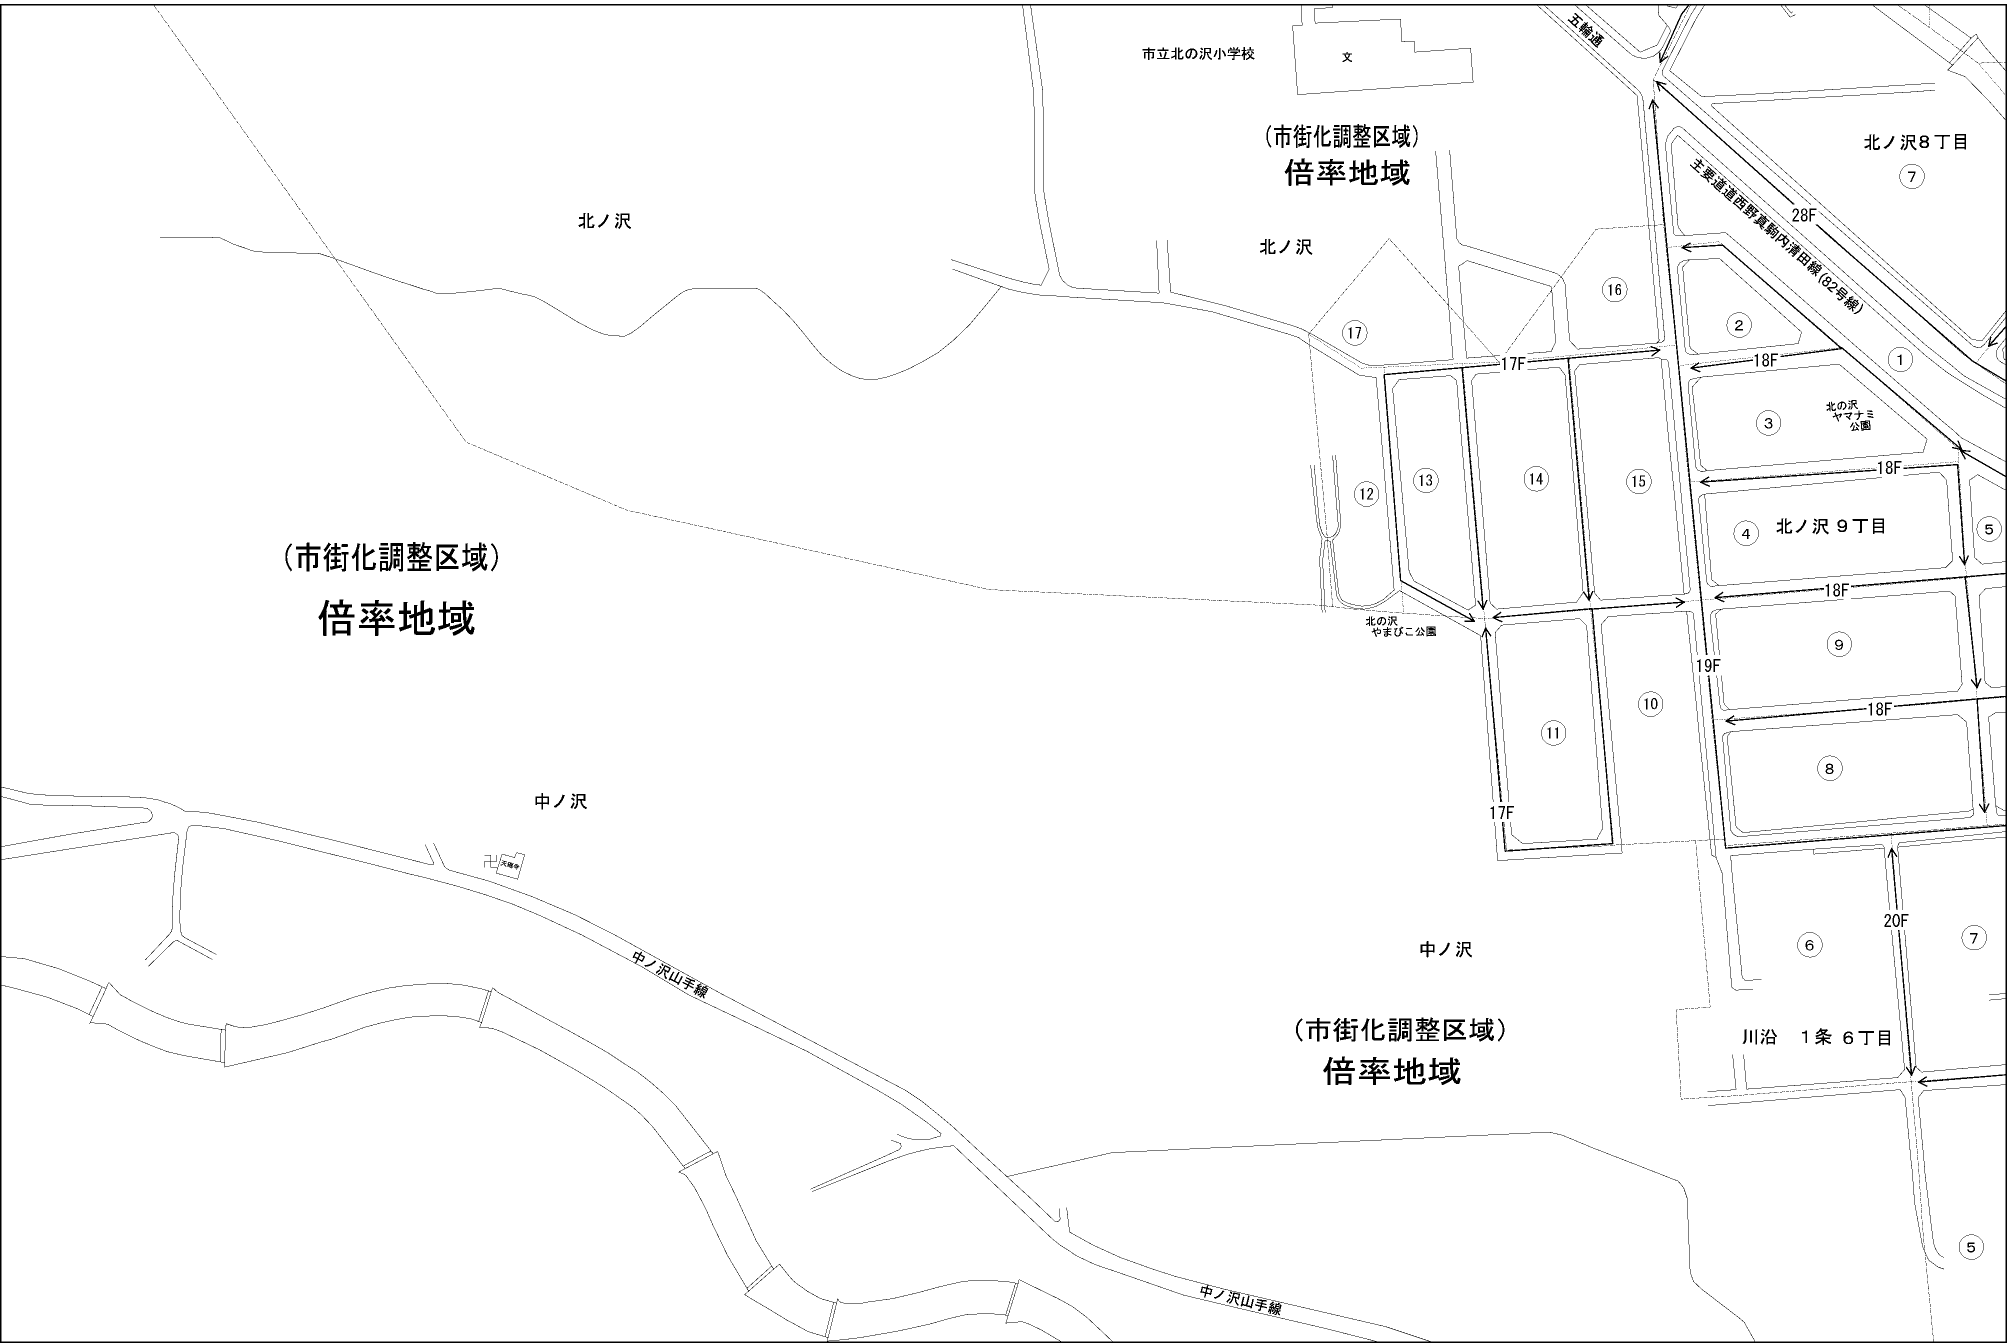 五輪通
市立北の沢小学校
文
(市街化調整区域)
倍率地域
北ノ沢8丁目
7
主要道道西野真駒内清田線(82号線)
28F
北ノ沢
北ノ沢
16
17
2
1
17F
18F
3
北の沢
ヤマナミ
公園
18F
12
13
14
15
4
北ノ沢 9丁目
5
(市街化調整区域)
倍率地域
18F
北の沢
やまびこ公園
9
19F
10
18F
11
8
中ノ沢
17F
卍
20F
6
7
中ノ沢
中ノ沢山手線
(市街化調整区域)
倍率地域
川沿 1条 6丁目
5
中ノ沢山手線